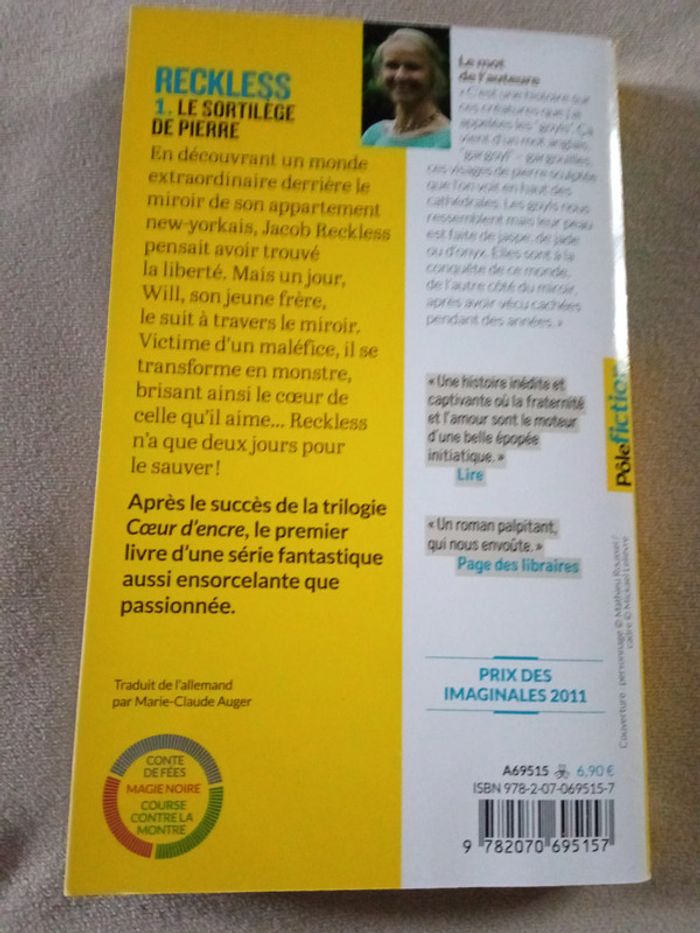 RECKLESS
1. LE SORTILÈGE
DE PIERRE
En découvrant un monde
extraordinaire derrière le
miroir de son appartement
new-yorkais, Jacob Reckless
pensait avoir trouvé
la liberté. Mais un jour,
Will, son jeune frère,
le suit à travers le miroir.
Victime d'un maléfice, il se
transforme en monstre,
brisant ainsi le cœur de
celle qu'il aime... Reckless
n'a que deux jours pour
le sauver !
Après le succès de la trilogie
Cœur d'encre, le premier
livre d'une série fantastique
aussi ensorcelante que
passionnée.
Traduit de l'allemand
par Marie-Claude Auger
CONTE
DE FÉES
MAGIE NOIRE
COURSE
CONTRE LA
MONTRE
Le mot
de l'auteure
« C'est une histoire sur
ces créatures que j'ai
appelées les "goyls". Ça
vient d'un mot anglais,
"gargoyl" – gargouilles,
ces visages de pierre sculptée
que l'on voit en haut des
cathédrales. Les goyls nous
ressemblent mais leur peau
est faite de jaspe, de jade
ou d'onyx. Elles sont à la
conquête de ce monde,
de l'autre côté du miroir,
après avoir vécu cachées
pendant des années. »
« Une histoire inédite et
captivante où la fraternité
et l'amour sont le moteur
d'une belle épopée
initiatique. »
Lire
« Un roman palpitant,
qui nous envoûte. »
Page des libraires
PRIX DES
IMAGINALES 2011
A69515 6,90 €
ISBN 978-2-07-069515-7
9 782070 695157
Pôlefiction
Couverture : personnage © Mathieu Roussel /
cadre © Mickaël Lelièvre